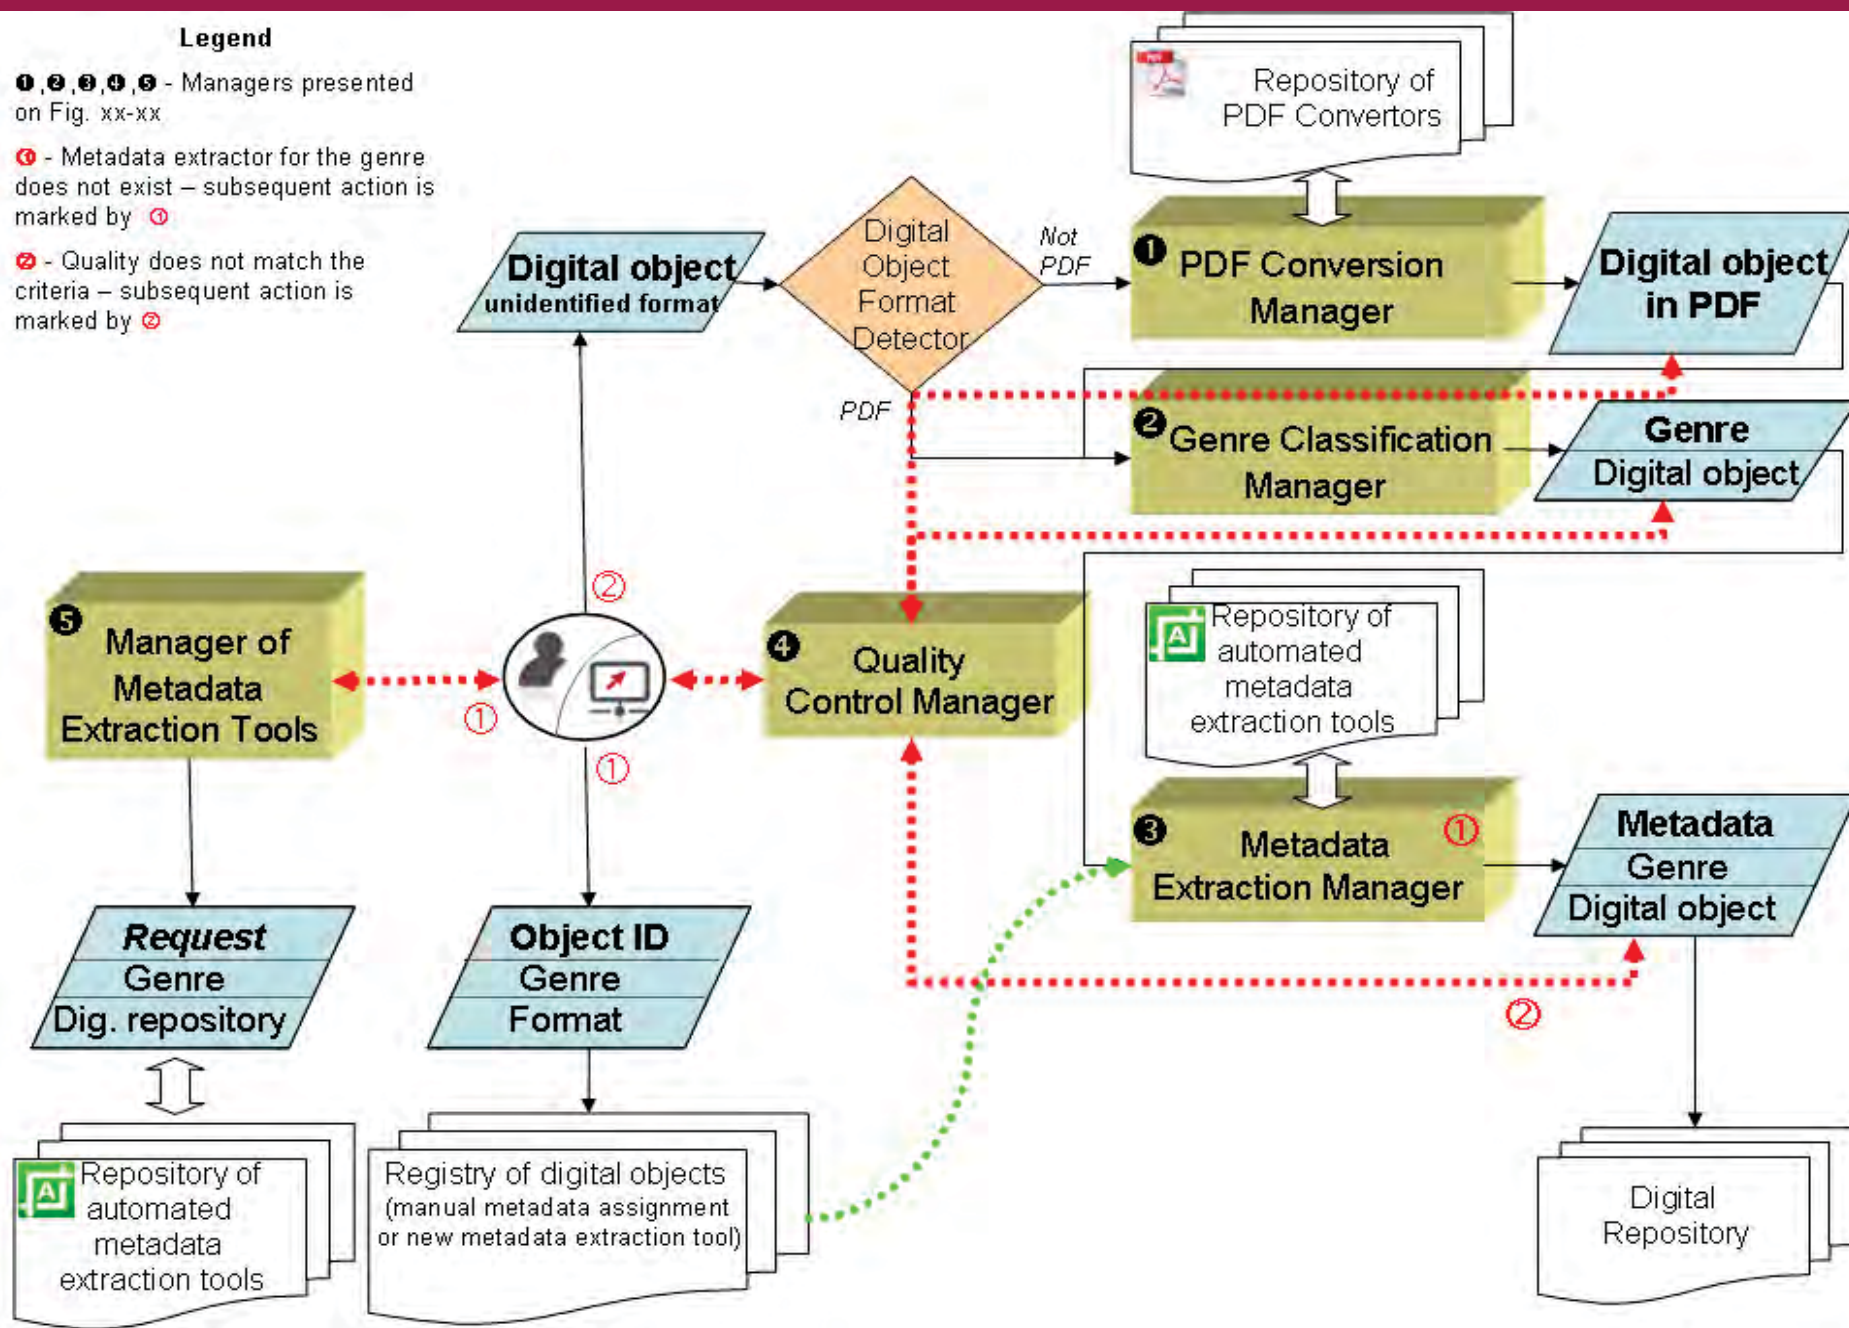 Legend
❶,❷,❸,❹,❺ - Managers presented
on Fig. xx-xx
① - Metadata extractor for the genre
does not exist – subsequent action is
marked by ①
② - Quality does not match the
criteria – subsequent action is
marked by ②
PDF
Repository of
PDF Convertors
Digital object
unidentified format
Digital
Object
Format
Detector
Not
PDF
PDF
❶
PDF Conversion
Manager
Digital object
in PDF
❷
Genre Classification
Manager
Genre
Digital object
②
❺
Manager of
Metadata
Extraction Tools
①
①
❹
Quality
Control Manager
A
Repository of
automated
metadata
extraction tools
❸
①
Metadata
Extraction Manager
Metadata
Genre
Digital object
②
Request
Genre
Dig. repository
Object ID
Genre
Format
A
Repository of
automated
metadata
extraction tools
Registry of digital objects
(manual metadata assignment
or new metadata extraction tool)
Digital
Repository